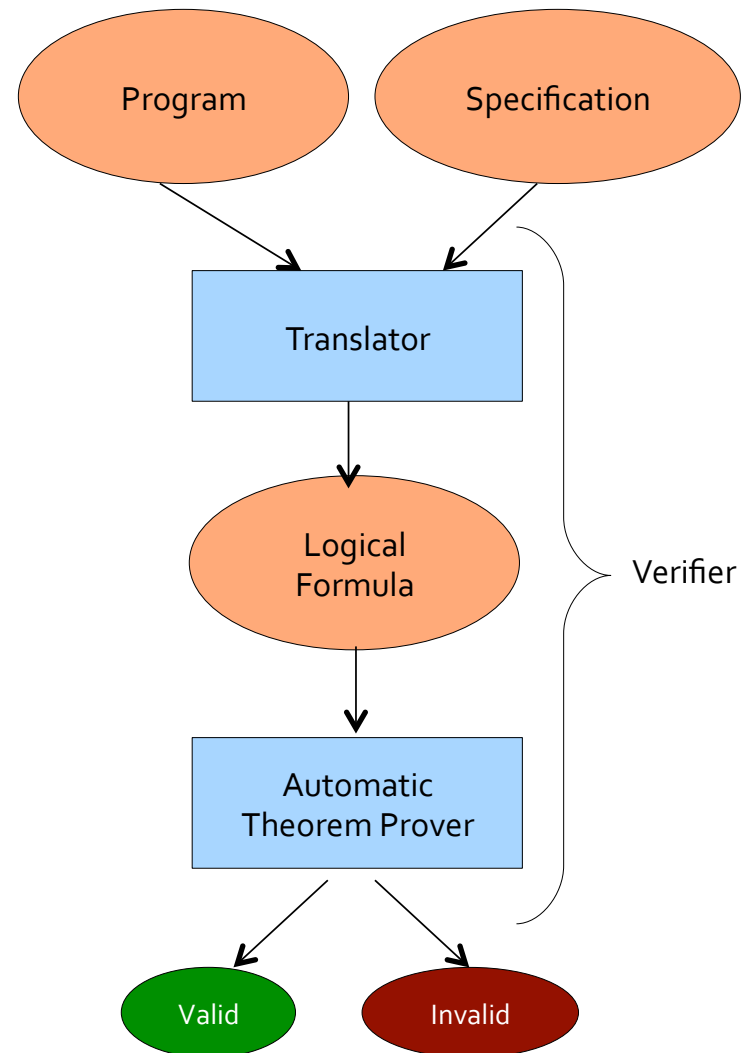 Program
Specification
Translator
Logical
Formula
Verifier
Automatic
Theorem Prover
Valid
Invalid